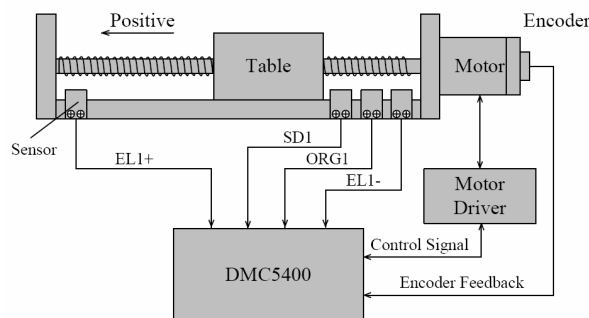 Positive
Encoder
Table
Motor
Sensor
SD1
EL1+
ORG1
EL1-
Motor
Driver
Control Signal
DMC5400
Encoder Feedback